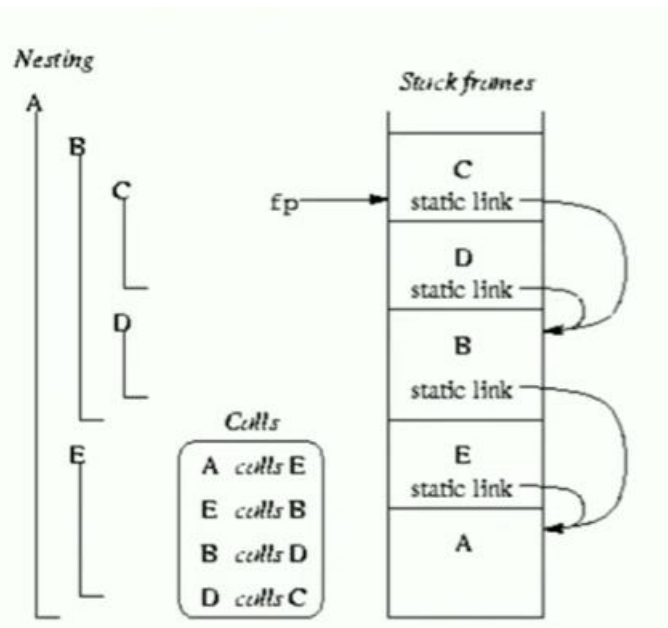 Nesting
A
B
C
D
E
Calls
A calls E
E calls B
B calls D
D calls C
Stack frames
fp
C
static link
D
static link
B
static link
E
static link
A